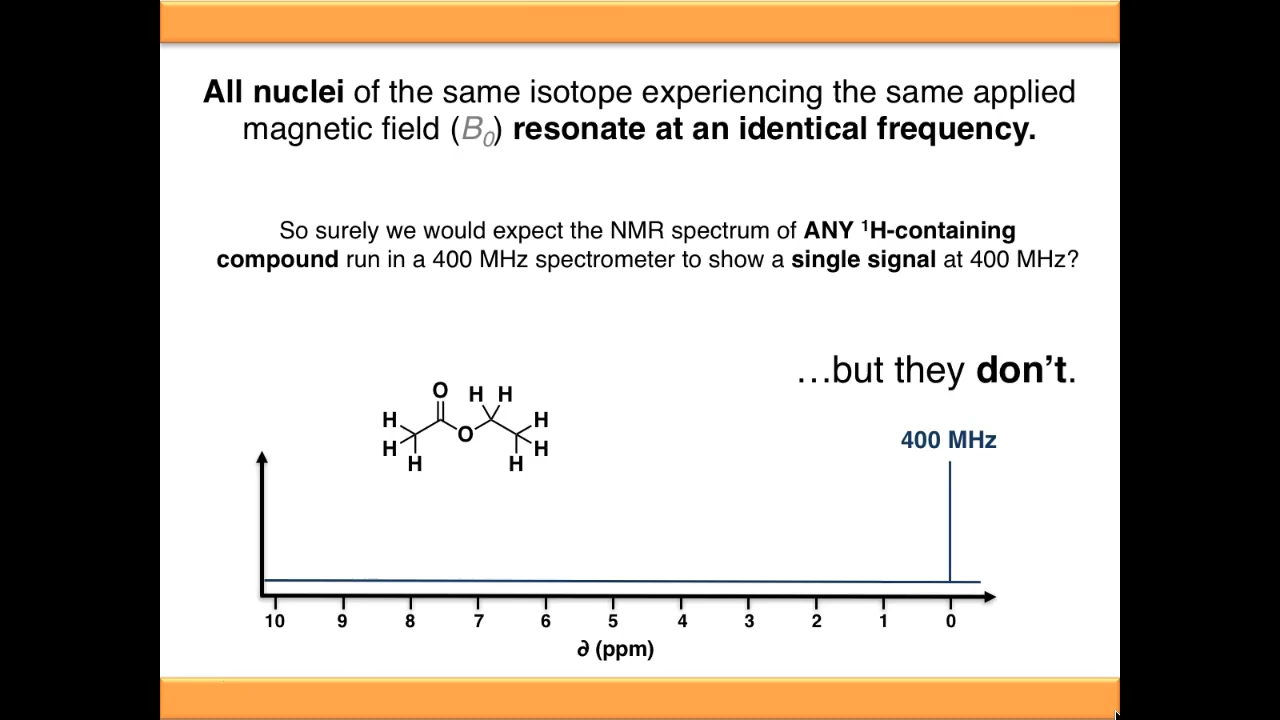 All nuclei of the same isotope experiencing the same applied
magnetic field (B₀) resonate at an identical frequency.
So surely we would expect the NMR spectrum of ANY ¹H-containing
compound run in a 400 MHz spectrometer to show a single signal at 400 MHz?
…but they don’t.
O H H
H H
O
H H
H H
400 MHz
10 9 8 7 6 5 4 3 2 1 0
∂ (ppm)